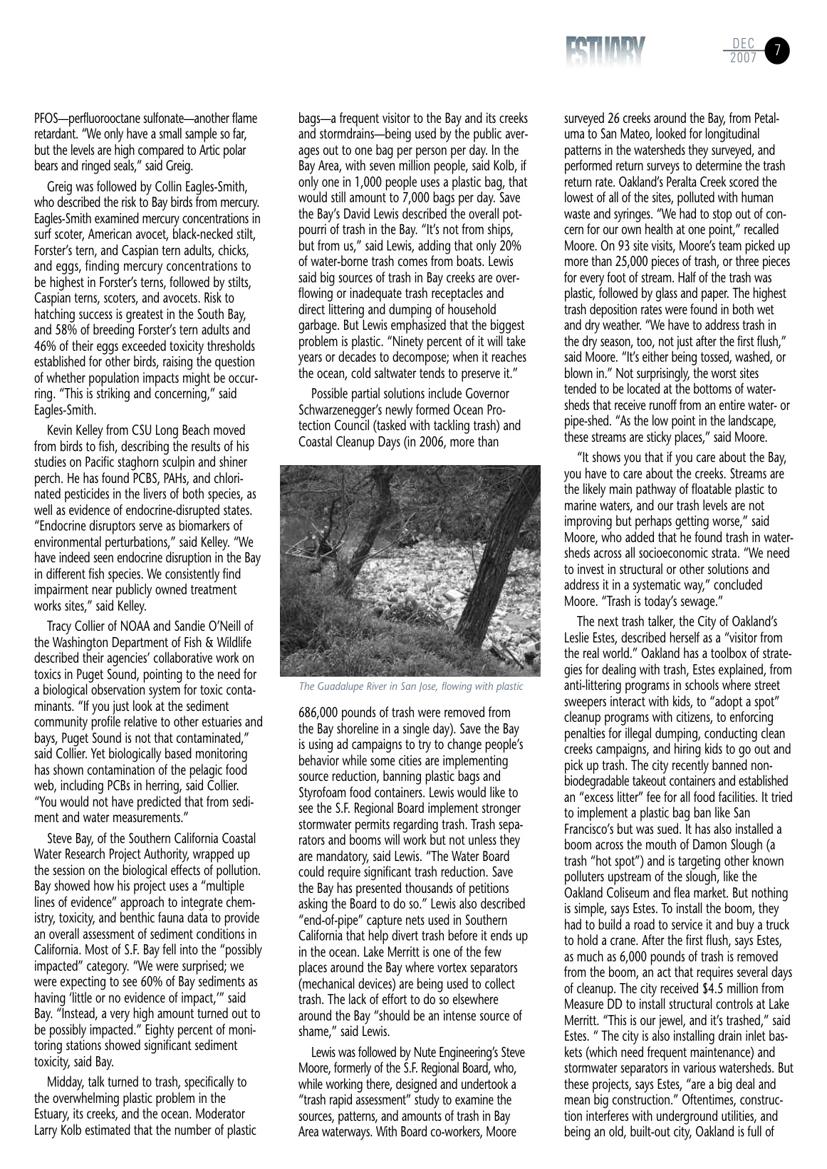 ESTUARY
DEC
2007
7
PFOS—perfluorooctane sulfonate—another flame
retardant. “We only have a small sample so far,
but the levels are high compared to Artic polar
bears and ringed seals,” said Greig.
Greig was followed by Collin Eagles-Smith,
who described the risk to Bay birds from mercury.
Eagles-Smith examined mercury concentrations in
surf scoter, American avocet, black-necked stilt,
Forster’s tern, and Caspian tern adults, chicks,
and eggs, finding mercury concentrations to
be highest in Forster’s terns, followed by stilts,
Caspian terns, scoters, and avocets. Risk to
hatching success is greatest in the South Bay,
and 58% of breeding Forster’s tern adults and
46% of their eggs exceeded toxicity thresholds
established for other birds, raising the question
of whether population impacts might be occur-
ring. “This is striking and concerning,” said
Eagles-Smith.
Kevin Kelley from CSU Long Beach moved
from birds to fish, describing the results of his
studies on Pacific staghorn sculpin and shiner
perch. He has found PCBS, PAHs, and chlori-
nated pesticides in the livers of both species, as
well as evidence of endocrine-disrupted states.
“Endocrine disruptors serve as biomarkers of
environmental perturbations,” said Kelley. “We
have indeed seen endocrine disruption in the Bay
in different fish species. We consistently find
impairment near publicly owned treatment
works sites,” said Kelley.
Tracy Collier of NOAA and Sandie O’Neill of
the Washington Department of Fish & Wildlife
described their agencies’ collaborative work on
toxics in Puget Sound, pointing to the need for
a biological observation system for toxic conta-
minants. “If you just look at the sediment
community profile relative to other estuaries and
bays, Puget Sound is not that contaminated,”
said Collier. Yet biologically based monitoring
has shown contamination of the pelagic food
web, including PCBs in herring, said Collier.
“You would not have predicted that from sedi-
ment and water measurements.”
Steve Bay, of the Southern California Coastal
Water Research Project Authority, wrapped up
the session on the biological effects of pollution.
Bay showed how his project uses a “multiple
lines of evidence” approach to integrate chem-
istry, toxicity, and benthic fauna data to provide
an overall assessment of sediment conditions in
California. Most of S.F. Bay fell into the “possibly
impacted” category. “We were surprised; we
were expecting to see 60% of Bay sediments as
having ‘little or no evidence of impact,’” said
Bay. “Instead, a very high amount turned out to
be possibly impacted.” Eighty percent of moni-
toring stations showed significant sediment
toxicity, said Bay.
Midday, talk turned to trash, specifically to
the overwhelming plastic problem in the
Estuary, its creeks, and the ocean. Moderator
Larry Kolb estimated that the number of plastic
bags—a frequent visitor to the Bay and its creeks
and stormdrains—being used by the public aver-
ages out to one bag per person per day. In the
Bay Area, with seven million people, said Kolb, if
only one in 1,000 people uses a plastic bag, that
would still amount to 7,000 bags per day. Save
the Bay’s David Lewis described the overall pot-
pourri of trash in the Bay. “It’s not from ships,
but from us,” said Lewis, adding that only 20%
of water-borne trash comes from boats. Lewis
said big sources of trash in Bay creeks are over-
flowing or inadequate trash receptacles and
direct littering and dumping of household
garbage. But Lewis emphasized that the biggest
problem is plastic. “Ninety percent of it will take
years or decades to decompose; when it reaches
the ocean, cold saltwater tends to preserve it.”
Possible partial solutions include Governor
Schwarzenegger’s newly formed Ocean Pro-
tection Council (tasked with tackling trash) and
Coastal Cleanup Days (in 2006, more than
The Guadalupe River in San Jose, flowing with plastic
686,000 pounds of trash were removed from
the Bay shoreline in a single day). Save the Bay
is using ad campaigns to try to change people’s
behavior while some cities are implementing
source reduction, banning plastic bags and
Styrofoam food containers. Lewis would like to
see the S.F. Regional Board implement stronger
stormwater permits regarding trash. Trash sepa-
rators and booms will work but not unless they
are mandatory, said Lewis. “The Water Board
could require significant trash reduction. Save
the Bay has presented thousands of petitions
asking the Board to do so.” Lewis also described
“end-of-pipe” capture nets used in Southern
California that help divert trash before it ends up
in the ocean. Lake Merritt is one of the few
places around the Bay where vortex separators
(mechanical devices) are being used to collect
trash. The lack of effort to do so elsewhere
around the Bay “should be an intense source of
shame,” said Lewis.
Lewis was followed by Nute Engineering’s Steve
Moore, formerly of the S.F. Regional Board, who,
while working there, designed and undertook a
“trash rapid assessment” study to examine the
sources, patterns, and amounts of trash in Bay
Area waterways. With Board co-workers, Moore
surveyed 26 creeks around the Bay, from Petal-
uma to San Mateo, looked for longitudinal
patterns in the watersheds they surveyed, and
performed return surveys to determine the trash
return rate. Oakland’s Peralta Creek scored the
lowest of all of the sites, polluted with human
waste and syringes. “We had to stop out of con-
cern for our own health at one point,” recalled
Moore. On 93 site visits, Moore’s team picked up
more than 25,000 pieces of trash, or three pieces
for every foot of stream. Half of the trash was
plastic, followed by glass and paper. The highest
trash deposition rates were found in both wet
and dry weather. “We have to address trash in
the dry season, too, not just after the first flush,”
said Moore. “It’s either being tossed, washed, or
blown in.” Not surprisingly, the worst sites
tended to be located at the bottoms of water-
sheds that receive runoff from an entire water- or
pipe-shed. “As the low point in the landscape,
these streams are sticky places,” said Moore.
“It shows you that if you care about the Bay,
you have to care about the creeks. Streams are
the likely main pathway of floatable plastic to
marine waters, and our trash levels are not
improving but perhaps getting worse,” said
Moore, who added that he found trash in water-
sheds across all socioeconomic strata. “We need
to invest in structural or other solutions and
address it in a systematic way,” concluded
Moore. “Trash is today’s sewage.”
The next trash talker, the City of Oakland’s
Leslie Estes, described herself as a “visitor from
the real world.” Oakland has a toolbox of strate-
gies for dealing with trash, Estes explained, from
anti-littering programs in schools where street
sweepers interact with kids, to “adopt a spot”
cleanup programs with citizens, to enforcing
penalties for illegal dumping, conducting clean
creeks campaigns, and hiring kids to go out and
pick up trash. The city recently banned non-
biodegradable takeout containers and established
an “excess litter” fee for all food facilities. It tried
to implement a plastic bag ban like San
Francisco’s but was sued. It has also installed a
boom across the mouth of Damon Slough (a
trash “hot spot”) and is targeting other known
polluters upstream of the slough, like the
Oakland Coliseum and flea market. But nothing
is simple, says Estes. To install the boom, they
had to build a road to service it and buy a truck
to hold a crane. After the first flush, says Estes,
as much as 6,000 pounds of trash is removed
from the boom, an act that requires several days
of cleanup. The city received $4.5 million from
Measure DD to install structural controls at Lake
Merritt. “This is our jewel, and it’s trashed,” said
Estes. “ The city is also installing drain inlet bas-
kets (which need frequent maintenance) and
stormwater separators in various watersheds. But
these projects, says Estes, “are a big deal and
mean big construction.” Oftentimes, construc-
tion interferes with underground utilities, and
being an old, built-out city, Oakland is full of